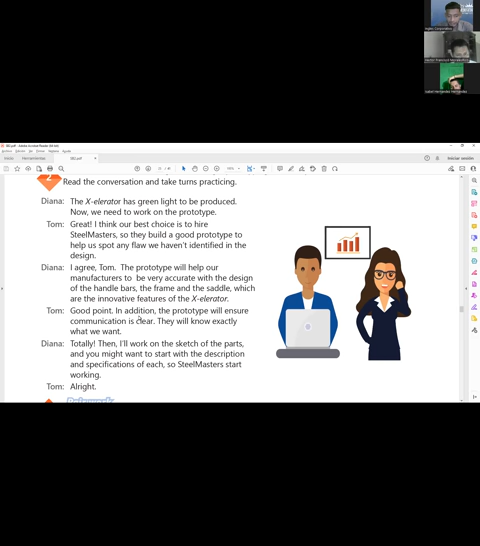 Inicio Herramientas
Iniciar sesión
2
Read the conversation and take turns practicing.
Diana: The X-elerator has green light to be produced.
Now, we need to work on the prototype.
Tom: Great! I think our best choice is to hire
SteelMasters, so they build a good prototype to
help us spot any flaw we haven't identified in the
design.
Diana: I agree, Tom. The prototype will help our
manufacturers to be very accurate with the design
of the handle bars, the frame and the saddle, which
are the innovative features of the X-elerator.
Tom: Good point. In addition, the prototype will ensure
communication is clear. They will know exactly
what we want.
Diana: Totally! Then, I'll work on the sketch of the parts,
and you might want to start with the description
and specifications of each, so SteelMasters start
working.
Tom: Alright.